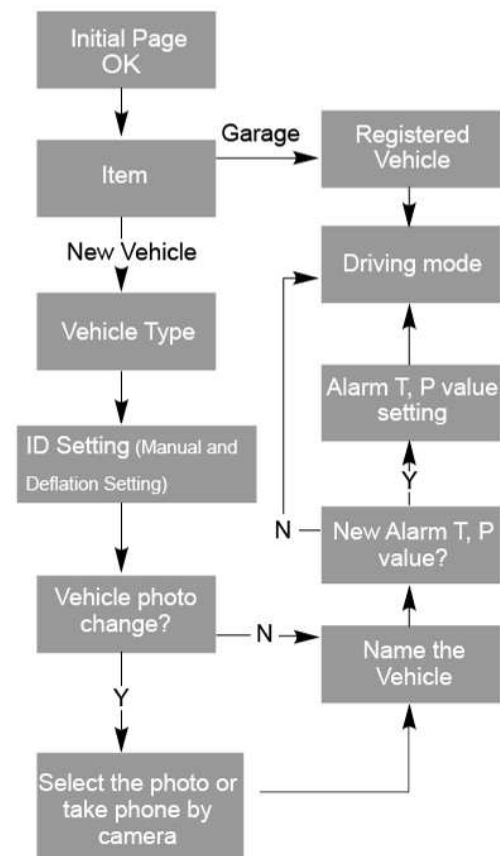 Initial Page
OK
Garage
Item
Registered
Vehicle
New Vehicle
Driving mode
Vehicle Type
Alarm T, P value
setting
ID Setting (Manual and
Deflation Setting)
Y
N
New Alarm T, P
value?
Vehicle photo
change?
N
Name the
Vehicle
Y
Select the photo or
take phone by
camera